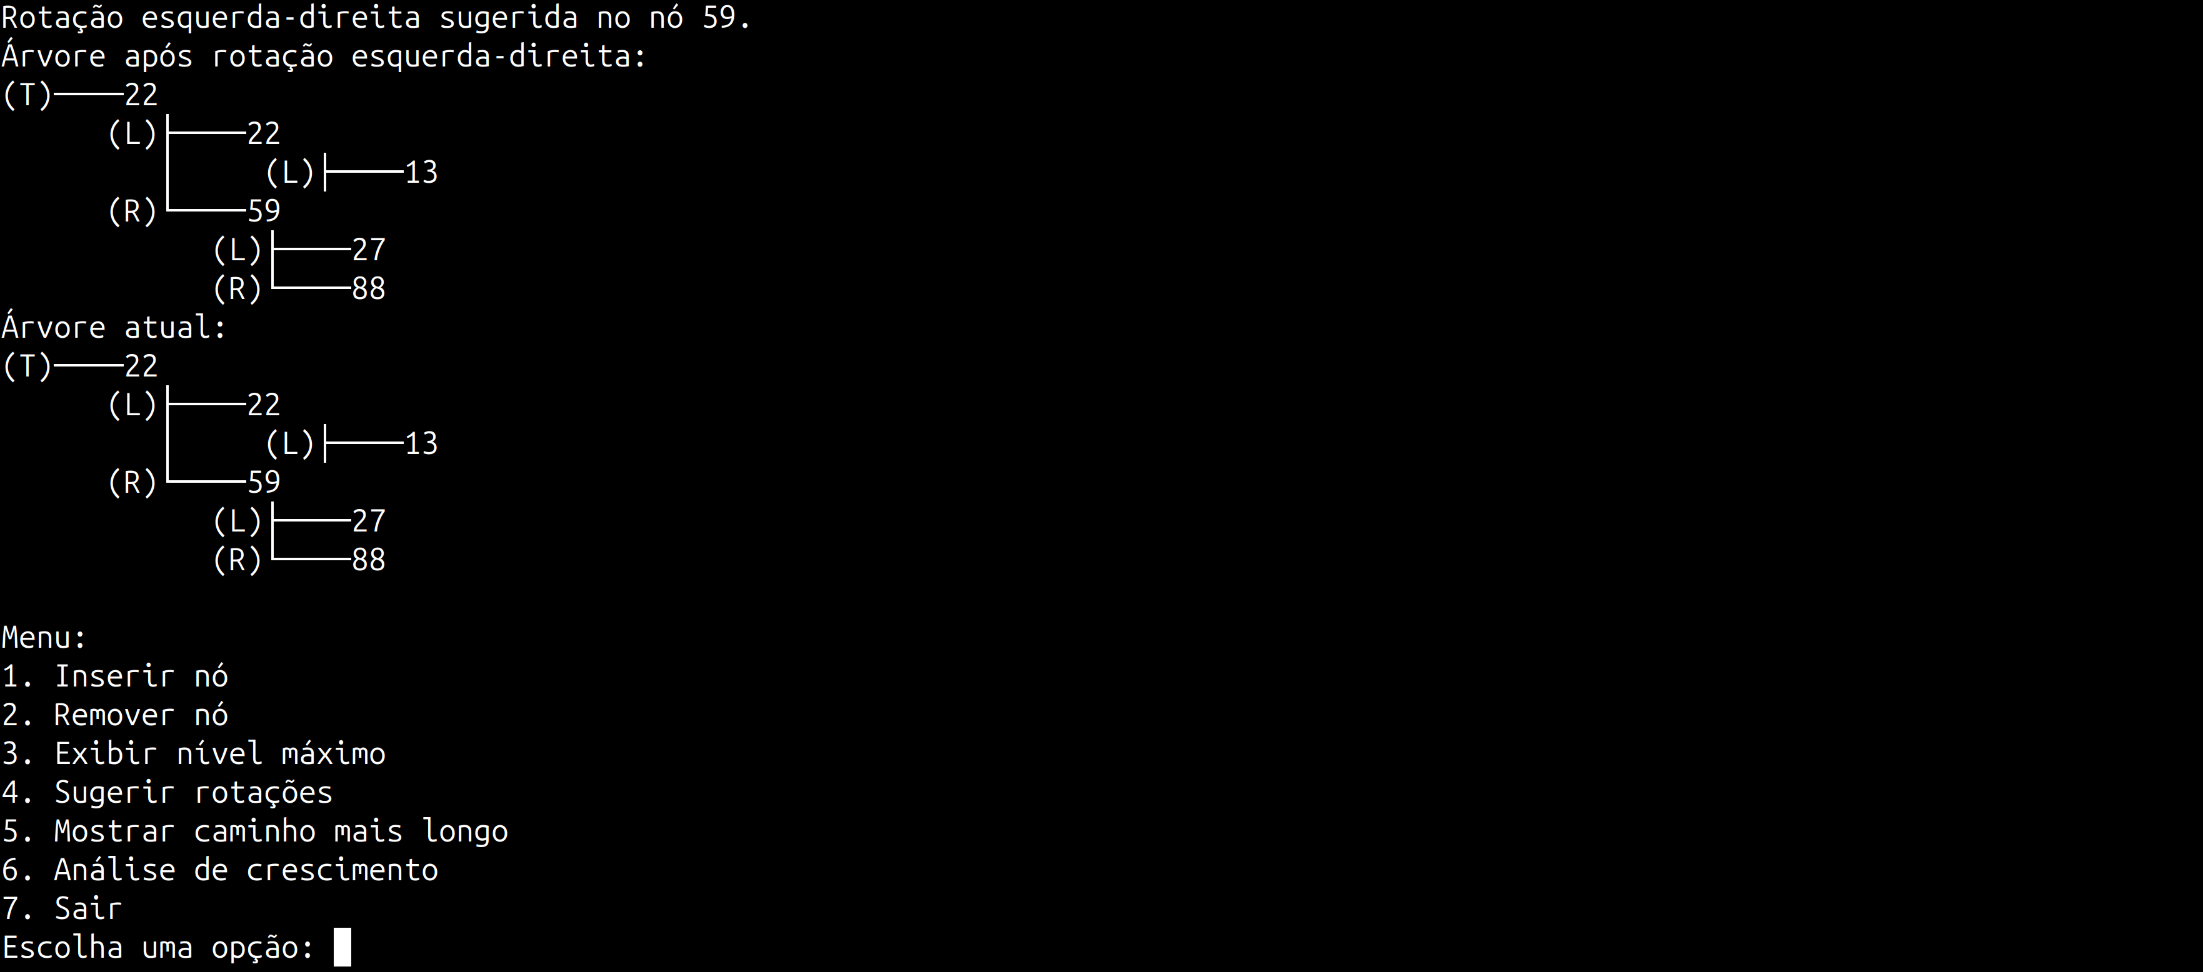 Rotação esquerda-direita sugerida no nó 59.
Árvore após rotação esquerda-direita:
(T)────22
(L)├────22
(L)├────13
(R)└────59
(L)├────27
(R)└────88
Árvore atual:
(T)────22
(L)├────22
(L)├────13
(R)└────59
(L)├────27
(R)└────88
Menu:
1. Inserir nó
2. Remover nó
3. Exibir nível máximo
4. Sugerir rotações
5. Mostrar caminho mais longo
6. Análise de crescimento
7. Sair
Escolha uma opção: